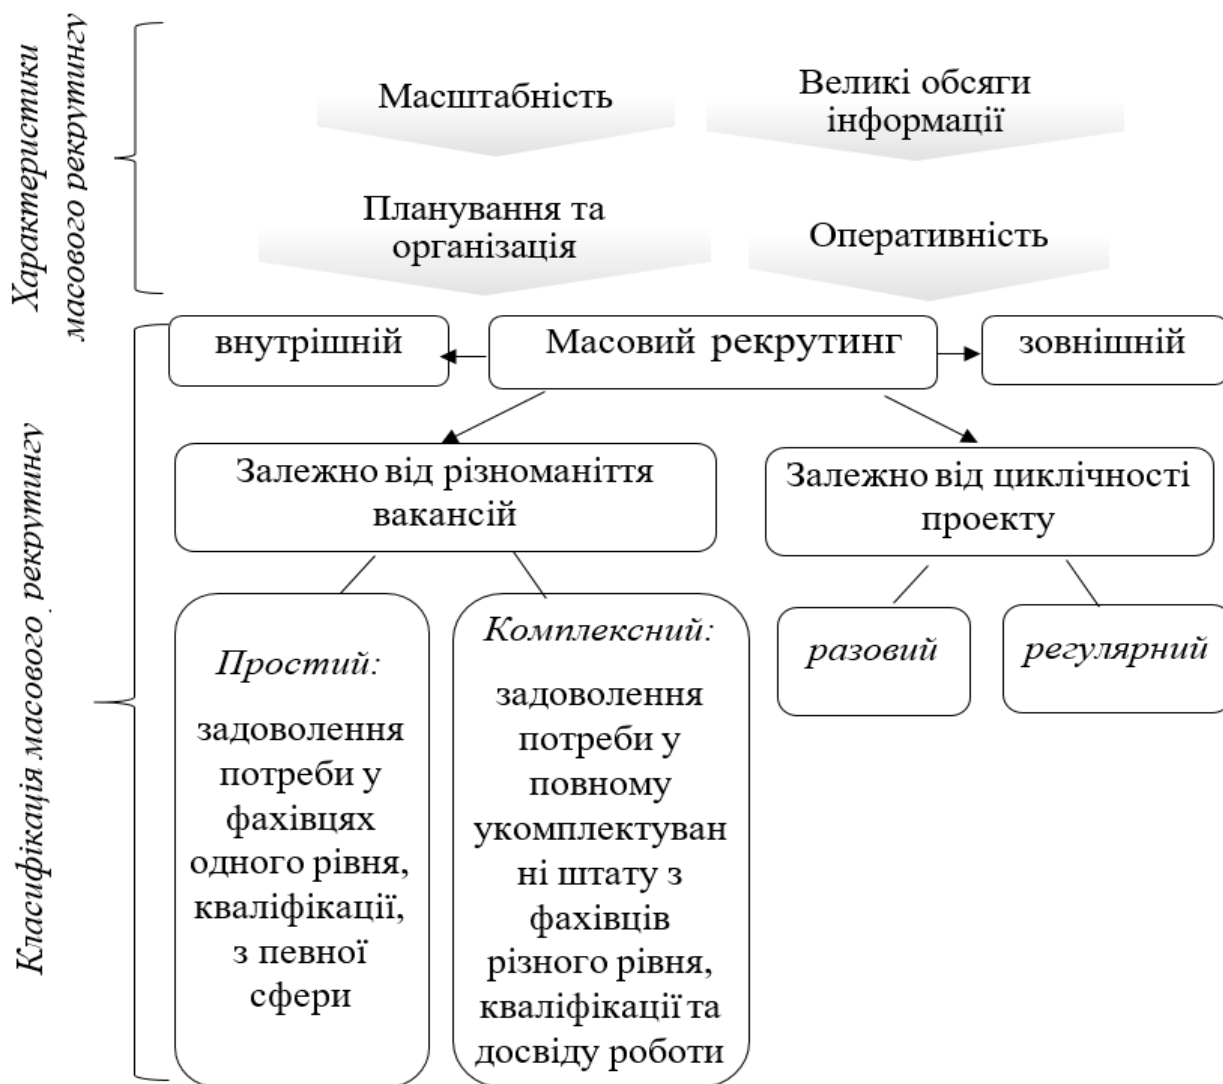 Характеристики
масового рекрутингу
Масштабність
Великі обсяги
інформації
Планування та
організація
Оперативність
Класифікація масового рекрутингу
внутрішній
Масовий рекрутинг
зовнішній
Залежно від різноманіття
вакансій
Залежно від циклічності
проекту
Простий:
задоволення
потреби у
фахівцях
одного рівня,
кваліфікації,
з певної
сфери
Комплексний:
задоволення
потреби у
повному
укомплектуван
ні штату з
фахівців
різного рівня,
кваліфікації та
досвіду роботи
разовий
регулярний